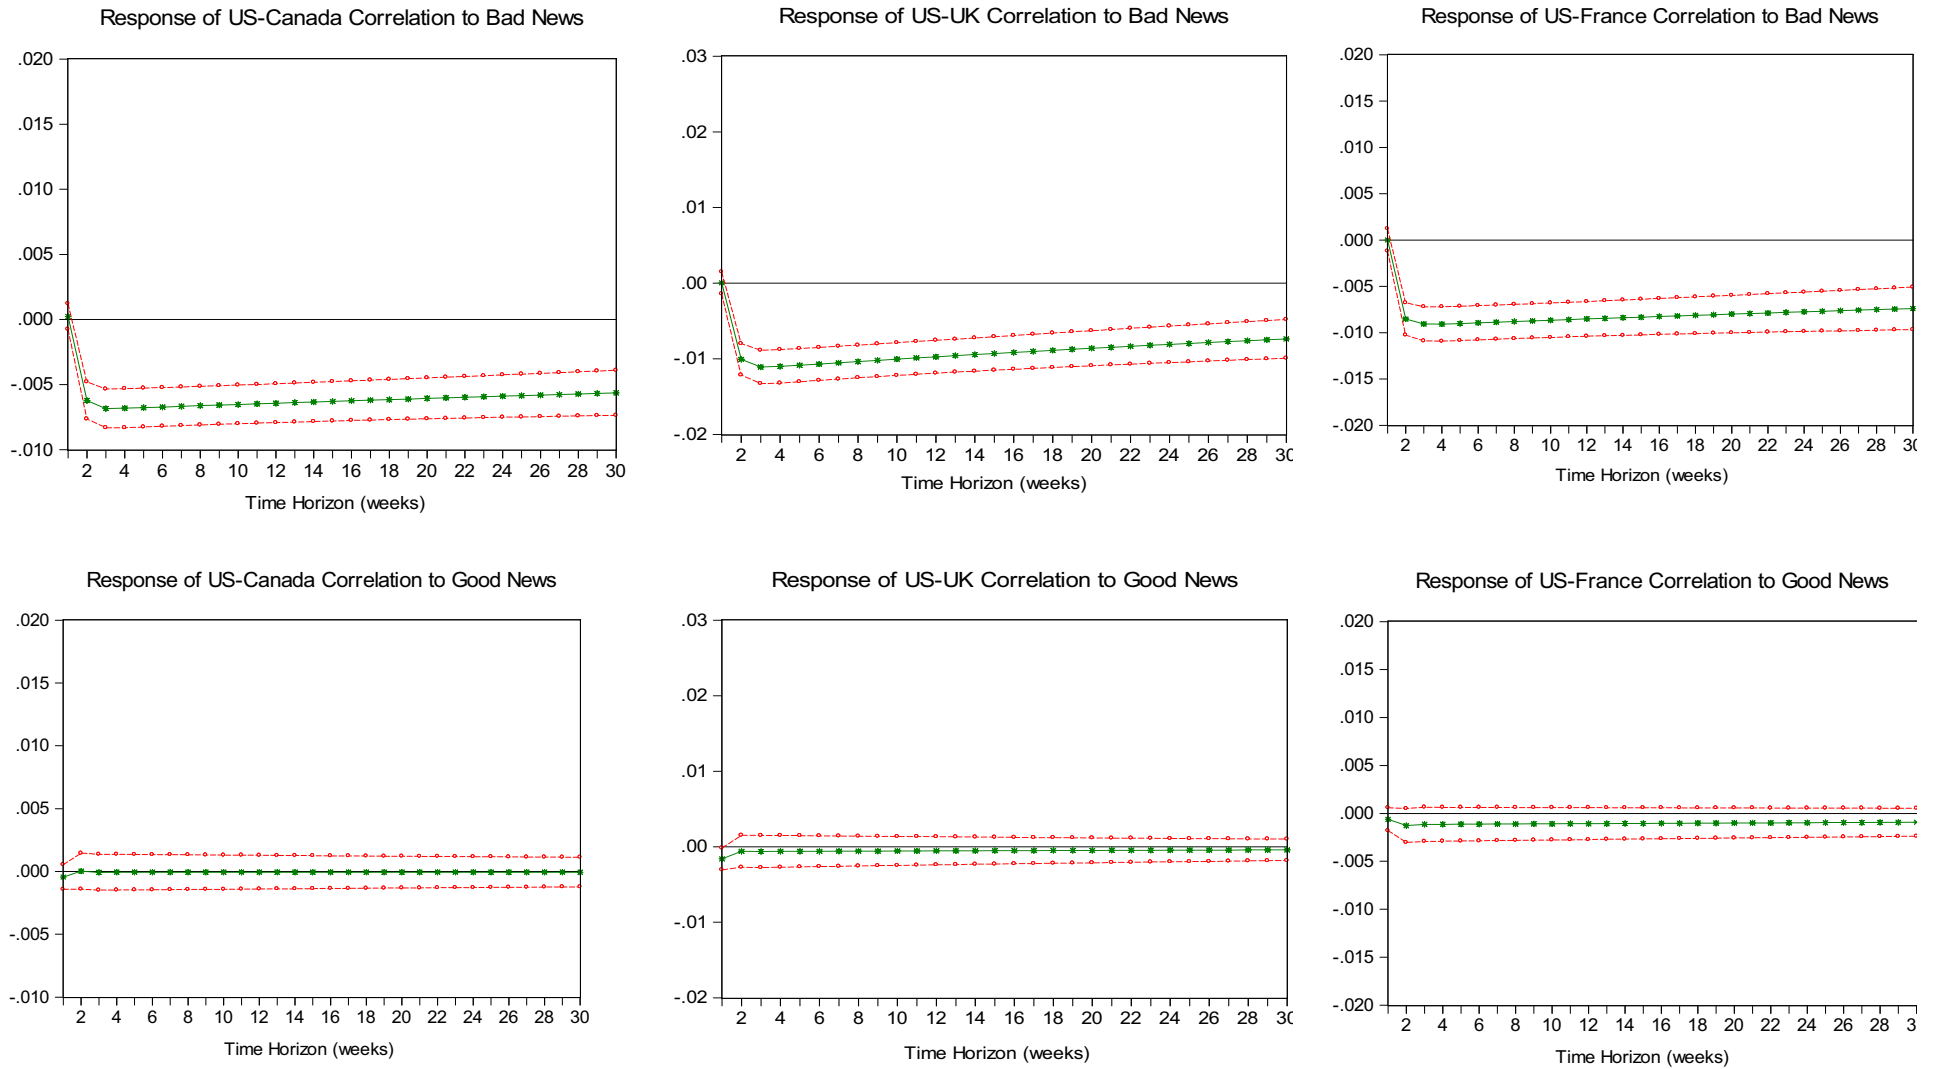 Response of US-Canada Correlation to Bad News
.020
.015
.010
.005
.000
-.005
-.010
2 4 6 8 10 12 14 16 18 20 22 24 26 28 30
Time Horizon (weeks)
Response of US-UK Correlation to Bad News
.03
.02
.01
.00
-.01
-.02
2 4 6 8 10 12 14 16 18 20 22 24 26 28 30
Time Horizon (weeks)
Response of US-France Correlation to Bad News
.020
.015
.010
.005
.000
-.005
-.010
-.015
-.020
2 4 6 8 10 12 14 16 18 20 22 24 26 28 30
Time Horizon (weeks)
Response of US-Canada Correlation to Good News
.020
.015
.010
.005
.000
-.005
-.010
2 4 6 8 10 12 14 16 18 20 22 24 26 28 30
Time Horizon (weeks)
Response of US-UK Correlation to Good News
.03
.02
.01
.00
-.01
-.02
2 4 6 8 10 12 14 16 18 20 22 24 26 28 30
Time Horizon (weeks)
Response of US-France Correlation to Good News
.020
.015
.010
.005
.000
-.005
-.010
-.015
-.020
2 4 6 8 10 12 14 16 18 20 22 24 26 28 3
Time Horizon (weeks)